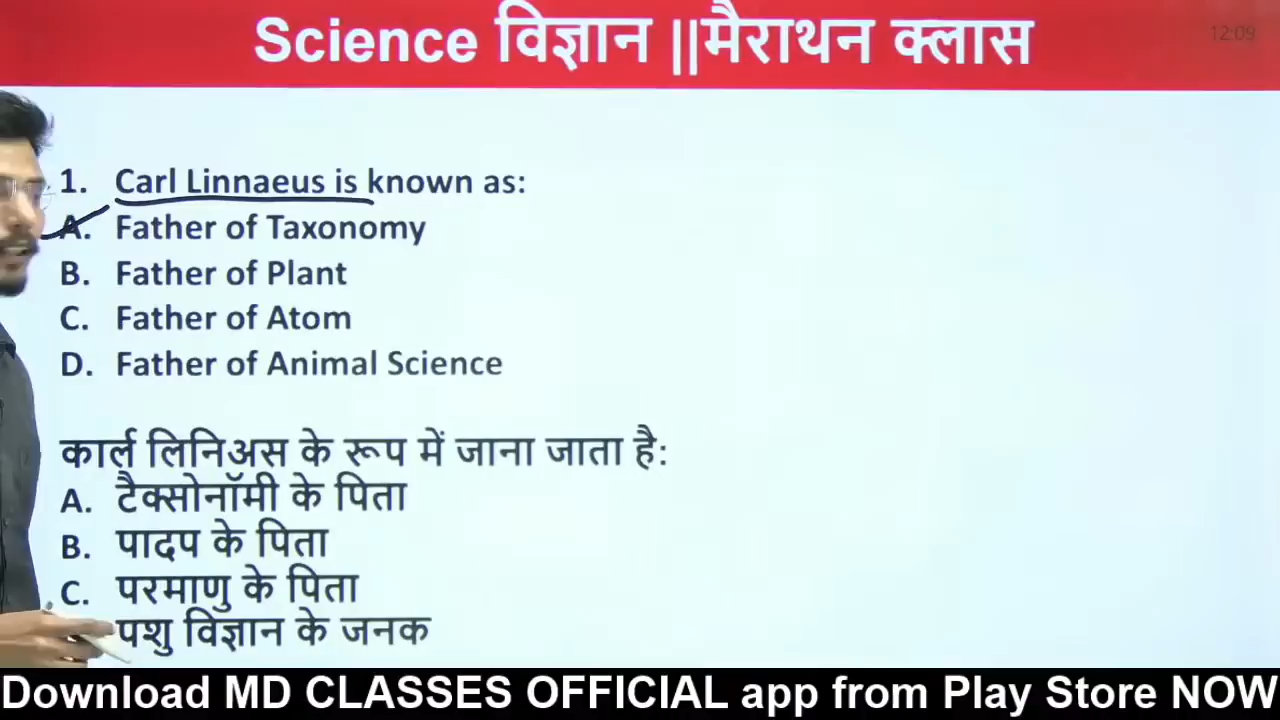 Science विज्ञान ||मैराथन क्लास
12:09
1. Carl Linnaeus is known as:
A. Father of Taxonomy
B. Father of Plant
C. Father of Atom
D. Father of Animal Science
कार्ल लिनिअस के रूप में जाना जाता है:
A. टैक्सोनॉमी के पिता
B. पादप के पिता
C. परमाणु के पिता
पशु विज्ञान के जनक
Download MD CLASSES OFFICIAL app from Play Store NOW